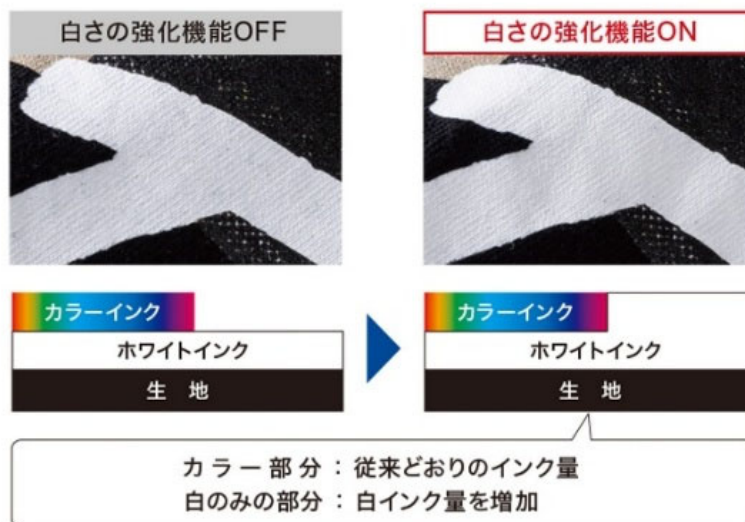 白さの強化機能OFF
白さの強化機能ON
カラーインク
ホワイトインク
生 地
カラーインク
ホワイトインク
生 地
カラー部分：従来どおりのインク量
白のみの部分：白インク量を増加